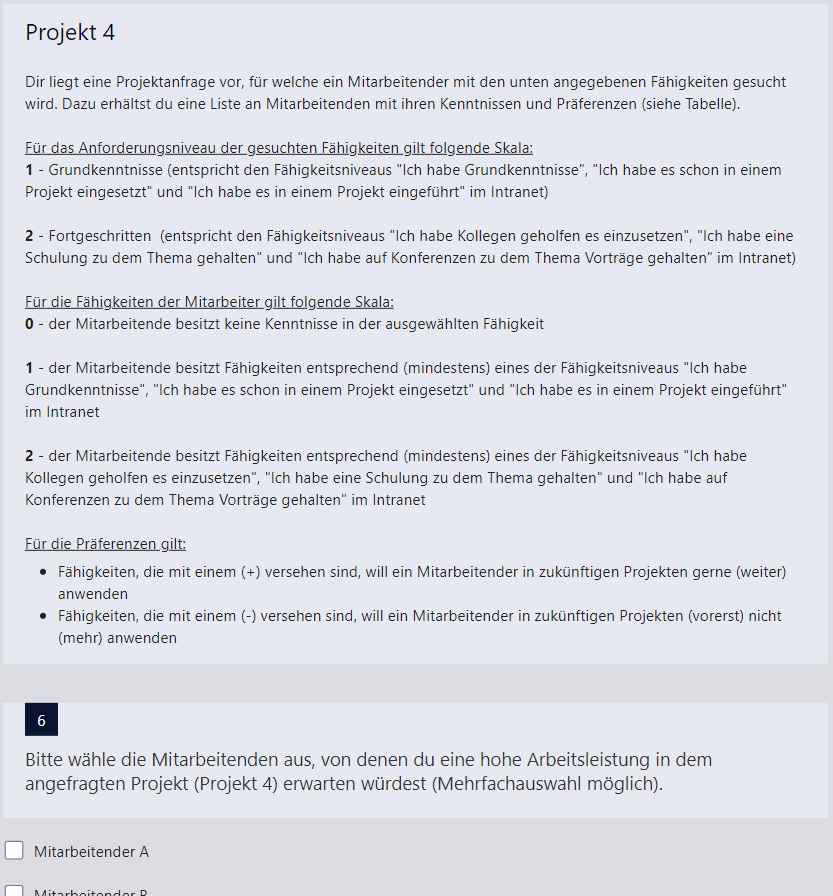 Projekt 4
Dir liegt eine Projektanfrage vor, für welche ein Mitarbeitender mit den unten angegebenen Fähigkeiten gesucht
wird. Dazu erhältst du eine Liste an Mitarbeitenden mit ihren Kenntnissen und Präferenzen (siehe Tabelle).
Für das Anforderungsniveau der gesuchten Fähigkeiten gilt folgende Skala:
1 - Grundkenntnisse (entspricht den Fähigkeitsniveaus "Ich habe Grundkenntnisse", "Ich habe es schon in einem
Projekt eingesetzt" und "Ich habe es in einem Projekt eingeführt" im Intranet)
2 - Fortgeschritten (entspricht den Fähigkeitsniveaus "Ich habe Kollegen geholfen es einzusetzen", "Ich habe eine
Schulung zu dem Thema gehalten" und "Ich habe auf Konferenzen zu dem Thema Vorträge gehalten" im Intranet)
Für die Fähigkeiten der Mitarbeiter gilt folgende Skala:
0 - der Mitarbeitende besitzt keine Kenntnisse in der ausgewählten Fähigkeit
1 - der Mitarbeitende besitzt Fähigkeiten entsprechend (mindestens) eines der Fähigkeitsniveaus "Ich habe
Grundkenntnisse", "Ich habe es schon in einem Projekt eingesetzt" und "Ich habe es in einem Projekt eingeführt"
im Intranet
2 - der Mitarbeitende besitzt Fähigkeiten entsprechend (mindestens) eines der Fähigkeitsniveaus "Ich habe
Kollegen geholfen es einzusetzen", "Ich habe eine Schulung zu dem Thema gehalten" und "Ich habe auf
Konferenzen zu dem Thema Vorträge gehalten" im Intranet
Für die Präferenzen gilt:
• Fähigkeiten, die mit einem (+) versehen sind, will ein Mitarbeitender in zukünftigen Projekten gerne (weiter)
anwenden
• Fähigkeiten, die mit einem (-) versehen sind, will ein Mitarbeitender in zukünftigen Projekten (vorerst) nicht
(mehr) anwenden
6
Bitte wähle die Mitarbeitenden aus, von denen du eine hohe Arbeitsleistung in dem
angefragten Projekt (Projekt 4) erwarten würdest (Mehrfachauswahl möglich).
Mitarbeitender A
Mitarbeitender B